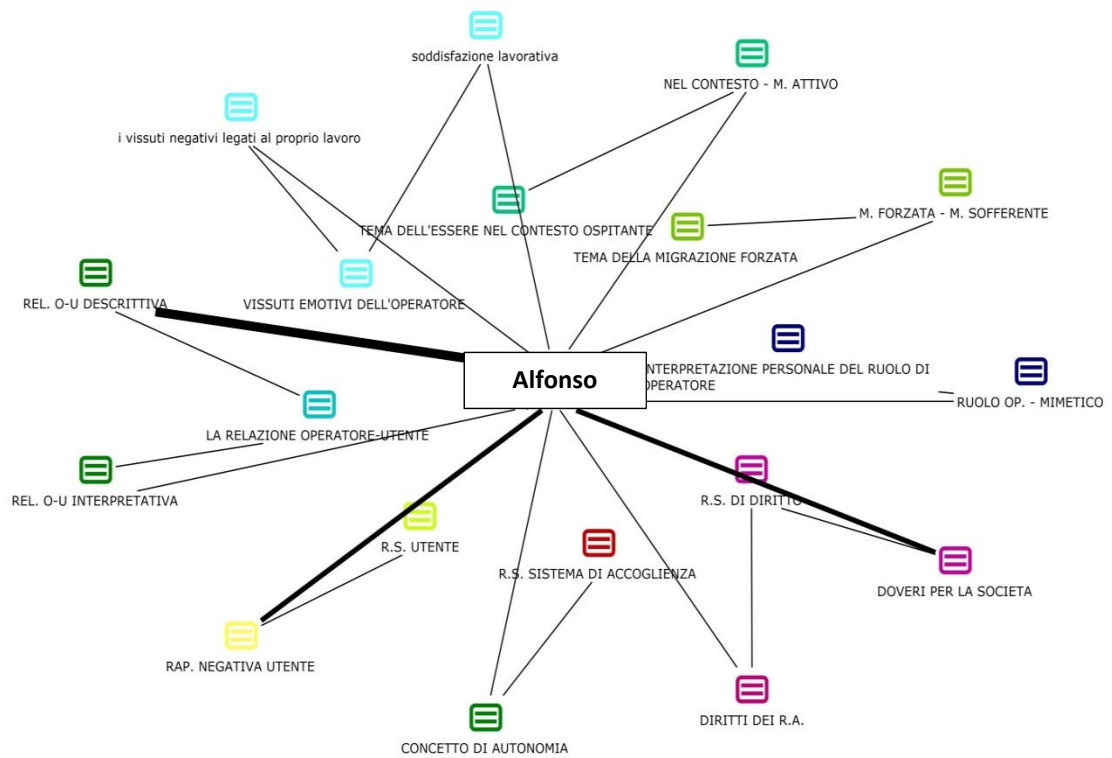 soddisfazione lavorativa
NEL CONTESTO - M. ATTIVO
i vissuti negativi legati al proprio lavoro
M. FORZATA - M. SOFFERENTE
TEMA DELL'ESSERE NEL CONTESTO OSPITANTE
TEMA DELLA MIGRAZIONE FORZATA
REL. O-U DESCRITTIVA
VISSUTI EMOTIVI DELL'OPERATORE
Alfonso
NTERPRETAZIONE PERSONALE DEL RUOLO DI
OPERATORE
RUOLO OP. - MIMETICO
LA RELAZIONE OPERATORE-UTENTE
REL. O-U INTERPRETATIVA
R.S. DI DIRITTO
R.S. UTENTE
R.S. SISTEMA DI ACCOGLIENZA
DOVERI PER LA SOCIETA
RAP. NEGATIVA UTENTE
DIRITTI DEI R.A.
CONCETTO DI AUTONOMIA